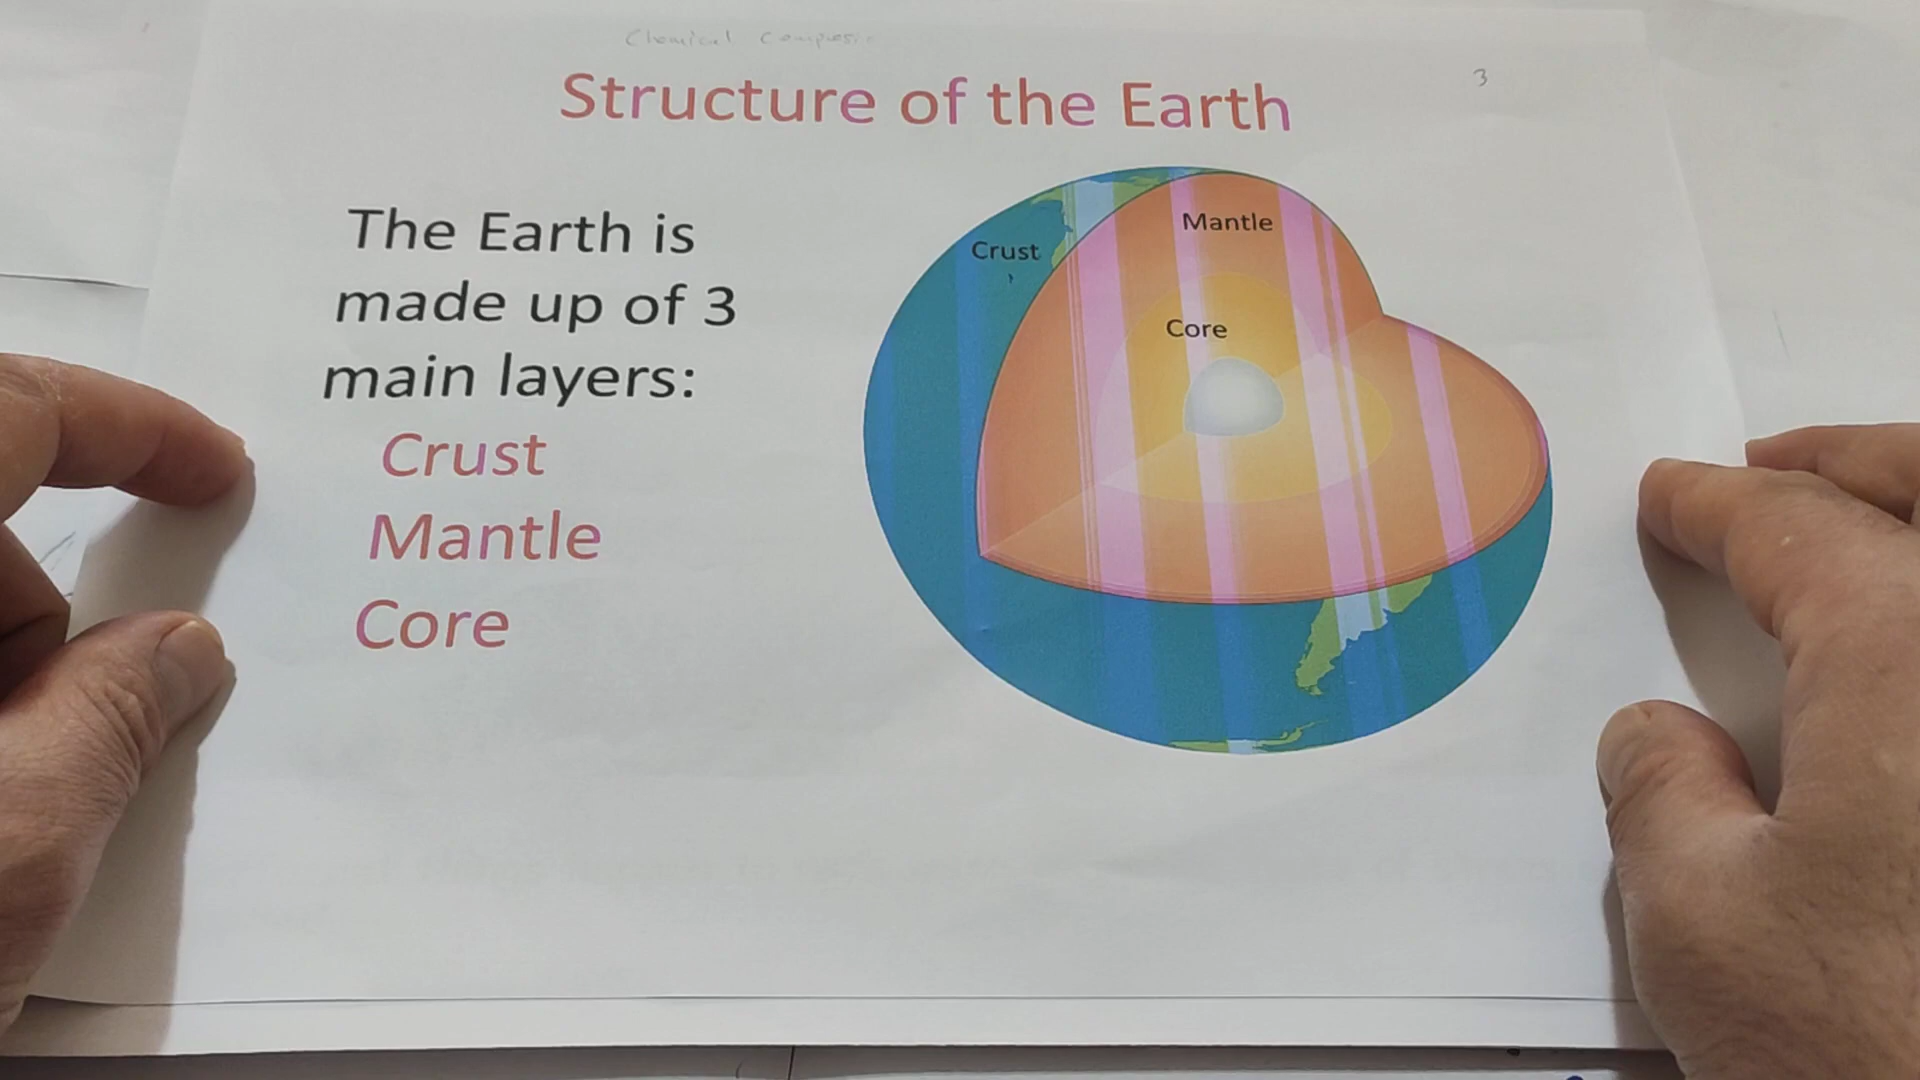 Chemical
3
Structure of the Earth
The Earth is
made up of 3
main layers:
Crust
Mantle
Core
Mantle
Crust
Core